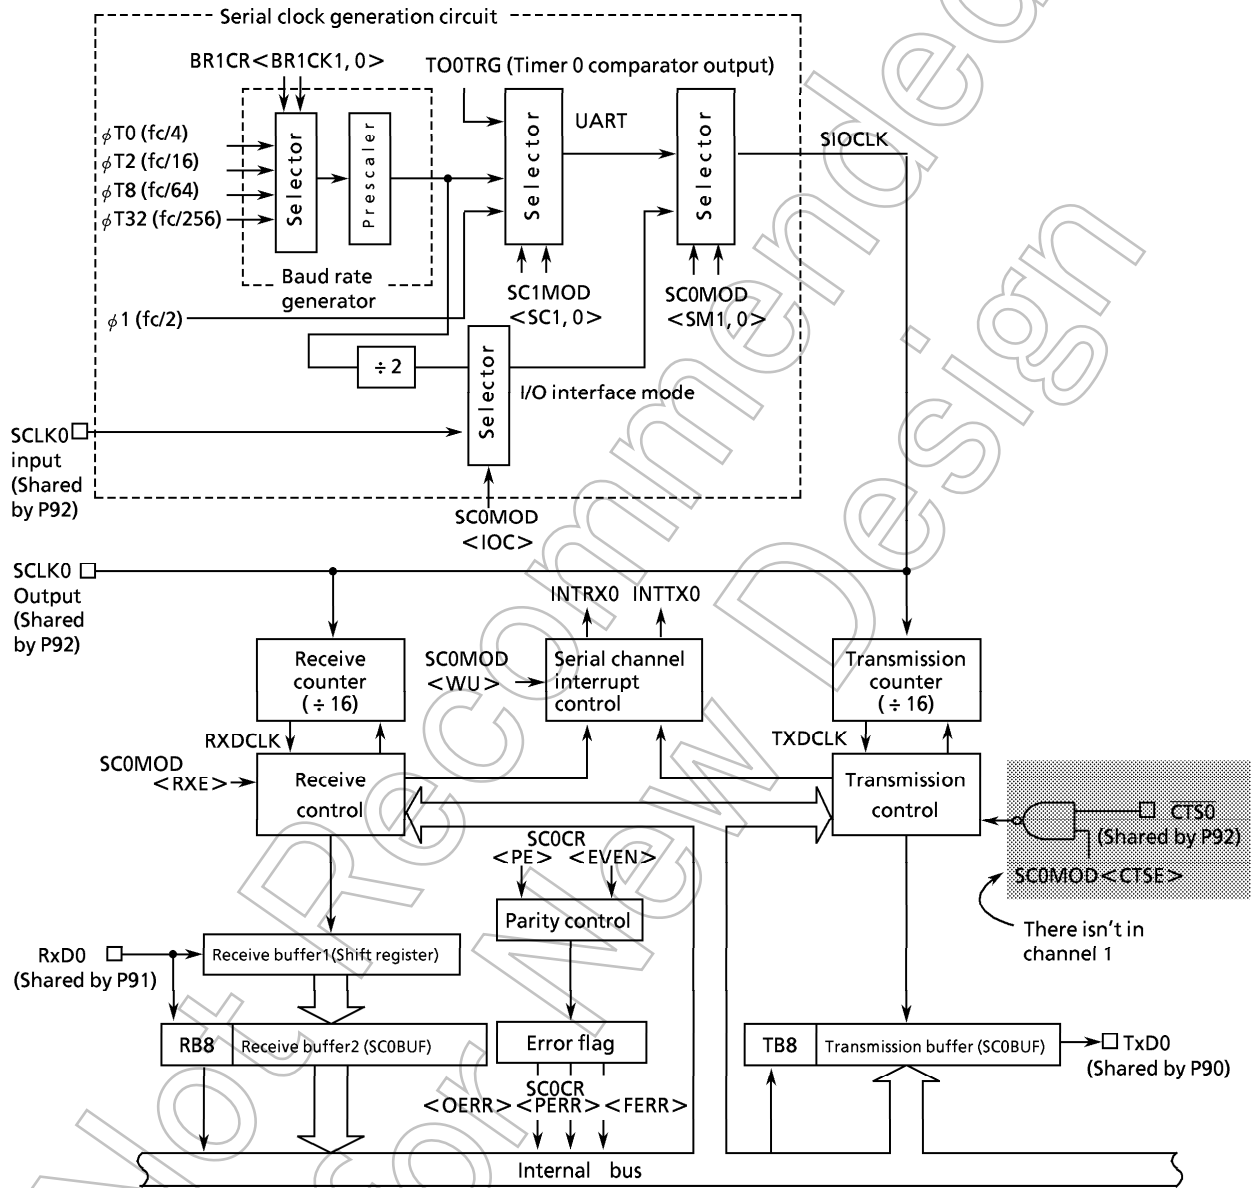 Serial clock generation circuit
BR1CR<BR1CK1, 0>
TO0TRG (Timer 0 comparator output)
UART
SIOCLK
φT0 (fc/4)
φT2 (fc/16)
φT8 (fc/64)
φT32 (fc/256)
Selector
Prescaler
Selector
Selector
Baud rate
generator
SC1MOD
<SC1, 0>
SC0MOD
<SM1, 0>
φ1 (fc/2)
÷2
Selector
I/O interface mode
SCLK0
input
(Shared
by P92)
SC0MOD
<IOC>
SCLK0
Output
(Shared
by P92)
INTRX0 INTTX0
Receive
counter
(÷16)
SC0MOD
<WU>
Serial channel
interrupt
control
Transmission
counter
(÷16)
RXDCLK
TXDCLK
SC0MOD
<RXE>
Receive
control
Transmission
control
CTS0
(Shared by P92)
SC0MOD<CTSE>
There isn't in
channel 1
SC0CR
<PE> <EVEN>
Parity control
RxD0
(Shared by P91)
Receive buffer1(Shift register)
RB8 Receive buffer2 (SC0BUF)
Error flag
TB8 Transmission buffer (SC0BUF)
TxD0
(Shared by P90)
SC0CR
<OERR> <PERR> <FERR>
Internal bus
Not Recommended
for New Design